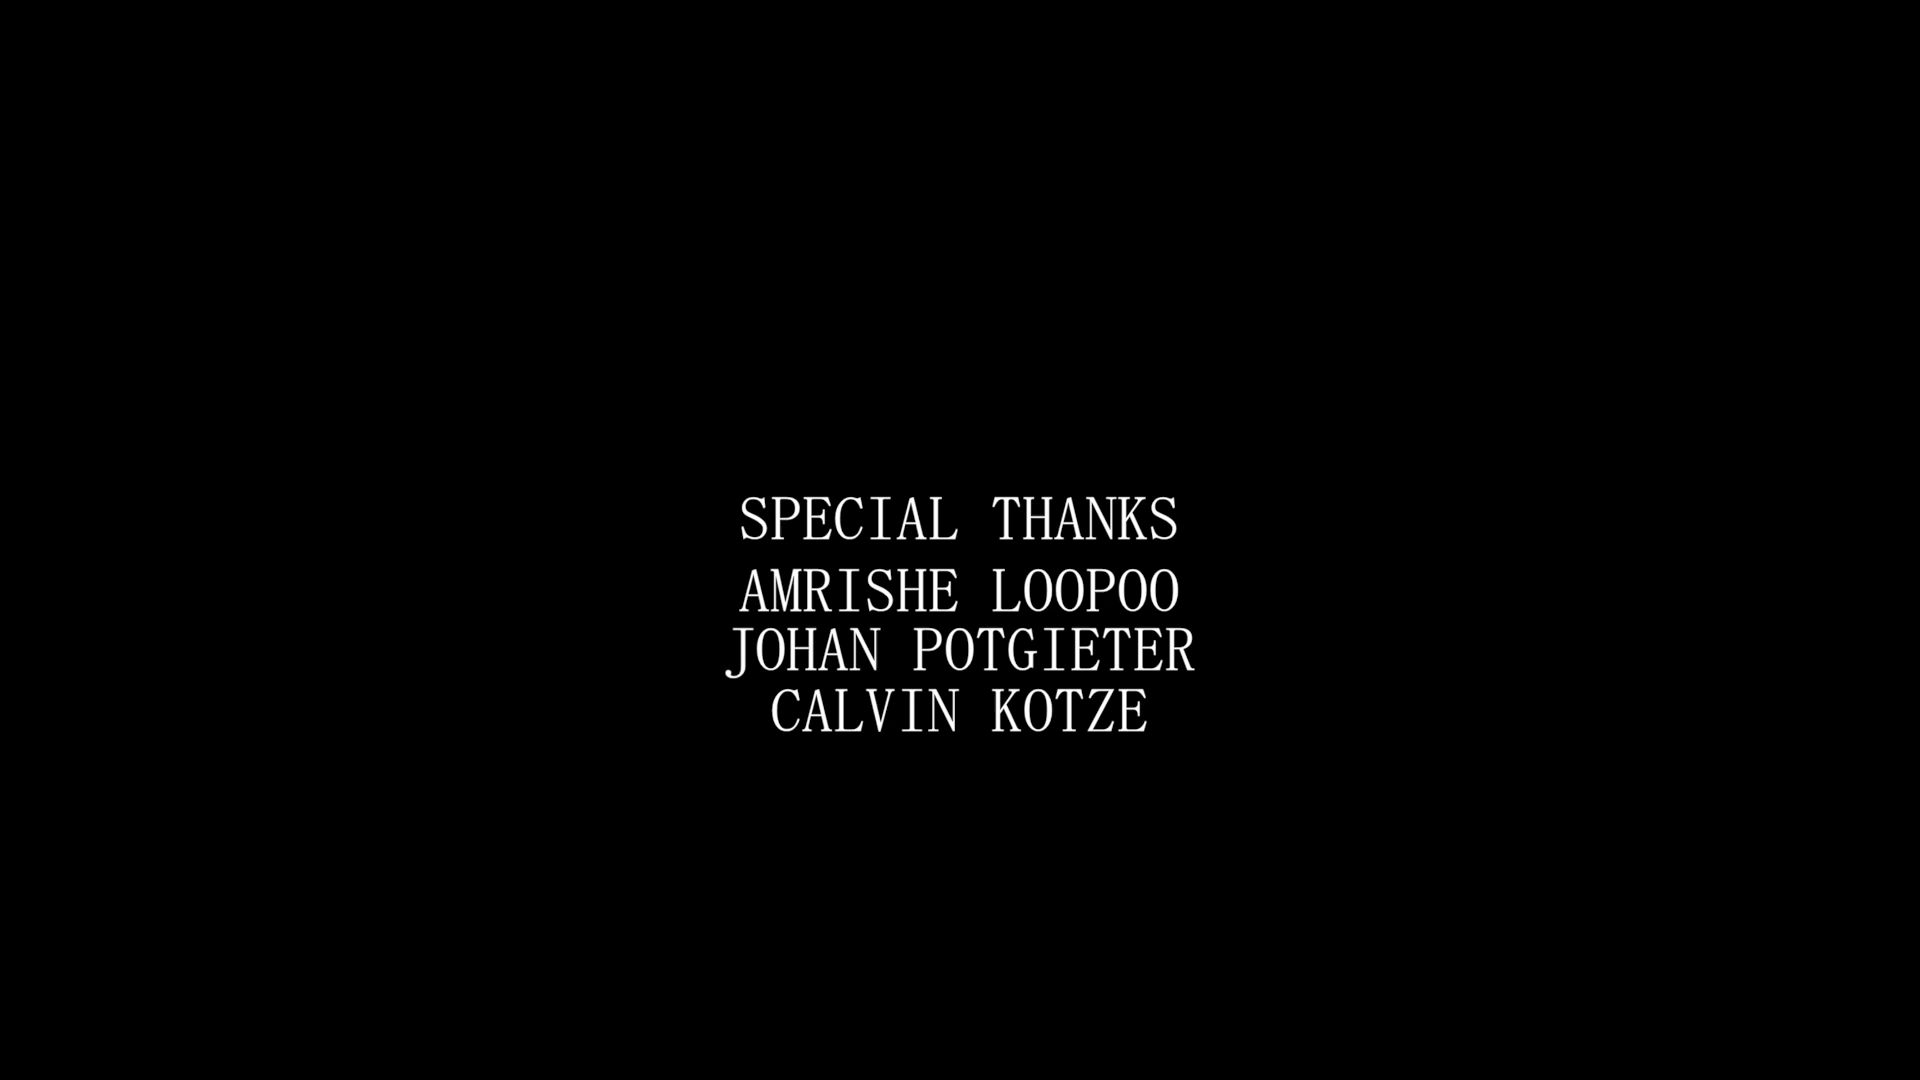 SPECIAL THANKS
AMRISHE LOOPOO
JOHAN POTGIETER
CALVIN KOTZE